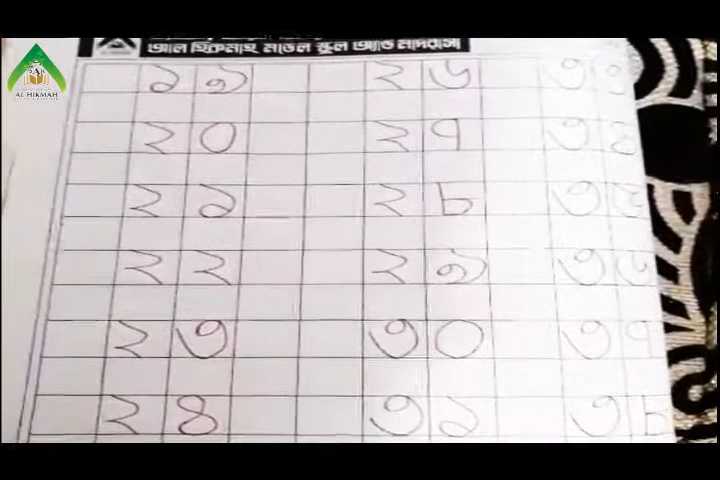 আল হিকমাহ মডেল স্কুল অ্যান্ড মাদরাসা
AL HIKMAH
১৯ ২৬ ৩৩
২০ ২৭ ৩৪
২১ ২৮ ৩৫
২২ ২৯ ৩৬
২৩ ৩০ ৩৭
২৪ ৩১ ৩৮